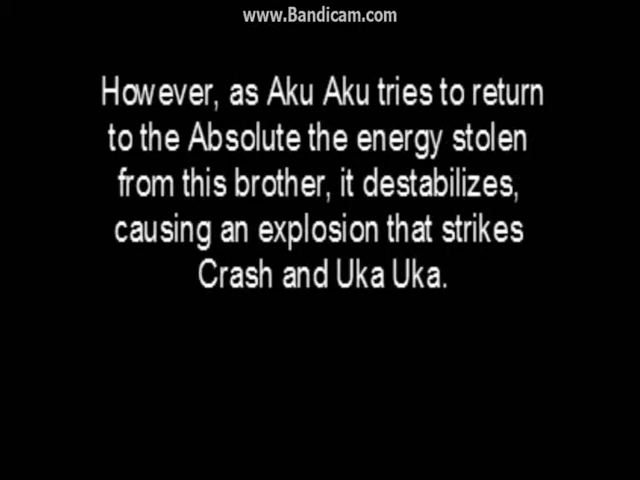 www.Bandicam.com
However, as Aku Aku tries to return
to the Absolute the energy stolen
from this brother, it destabilizes,
causing an explosion that strikes
Crash and Uka Uka.